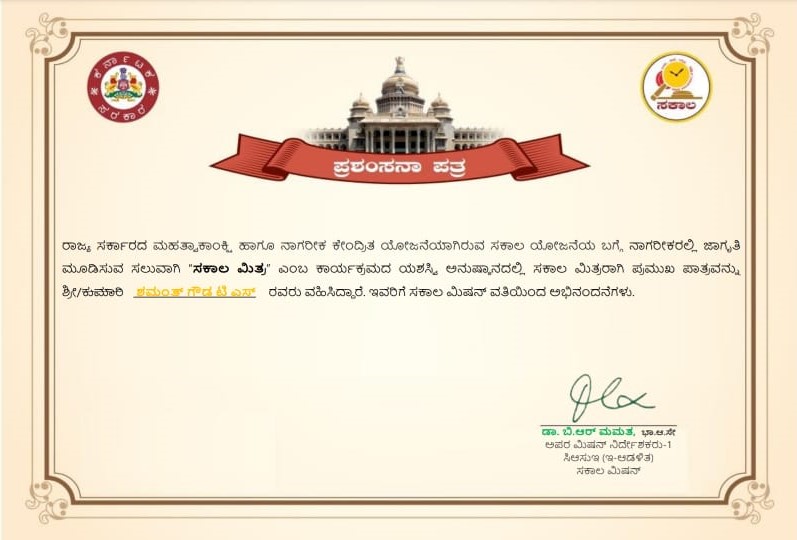 ಕರ್ನಾಟಕ
ಸರಕಾರ
ಸಕಾಲ
ಪ್ರಶಂಸನಾ ಪತ್ರ
ರಾಜ್ಯ ಸರ್ಕಾರದ ಮಹತ್ವಾಕಾಂಕ್ಷಿ ಹಾಗೂ ನಾಗರೀಕ ಕೇಂದ್ರಿತ ಯೋಜನೆಯಾಗಿರುವ ಸಕಾಲ ಯೋಜನೆಯ ಬಗ್ಗೆ ನಾಗರೀಕರಲ್ಲಿ ಜಾಗೃತಿ
ಮೂಡಿಸುವ ಸಲುವಾಗಿ "ಸಕಾಲ ಮಿತ್ರ" ಎಂಬ ಕಾರ್ಯಕ್ರಮದ ಯಶಸ್ವಿ ಅನುಷ್ಠಾನದಲ್ಲಿ ಸಕಾಲ ಮಿತ್ರರಾಗಿ ಪ್ರಮುಖ ಪಾತ್ರವನ್ನು
ಶ್ರೀ/ಕುಮಾರಿ ಶಮಂತ್ ಗೌಡ ಟಿ ಎಸ್ ರವರು ವಹಿಸಿದ್ದಾರೆ. ಇವರಿಗೆ ಸಕಾಲ ಮಿಷನ್ ವತಿಯಿಂದ ಅಭಿನಂದನೆಗಳು.
ಡಾ. ಬಿ.ಆರ್ ಮಮತ, ಭಾ.ಆ.ಸೇ
ಅಪರ ಮಿಷನ್ ನಿರ್ದೇಶಕರು-1
ಸಿಆಸುಇ (ಇ-ಆಡಳಿತ)
ಸಕಾಲ ಮಿಷನ್